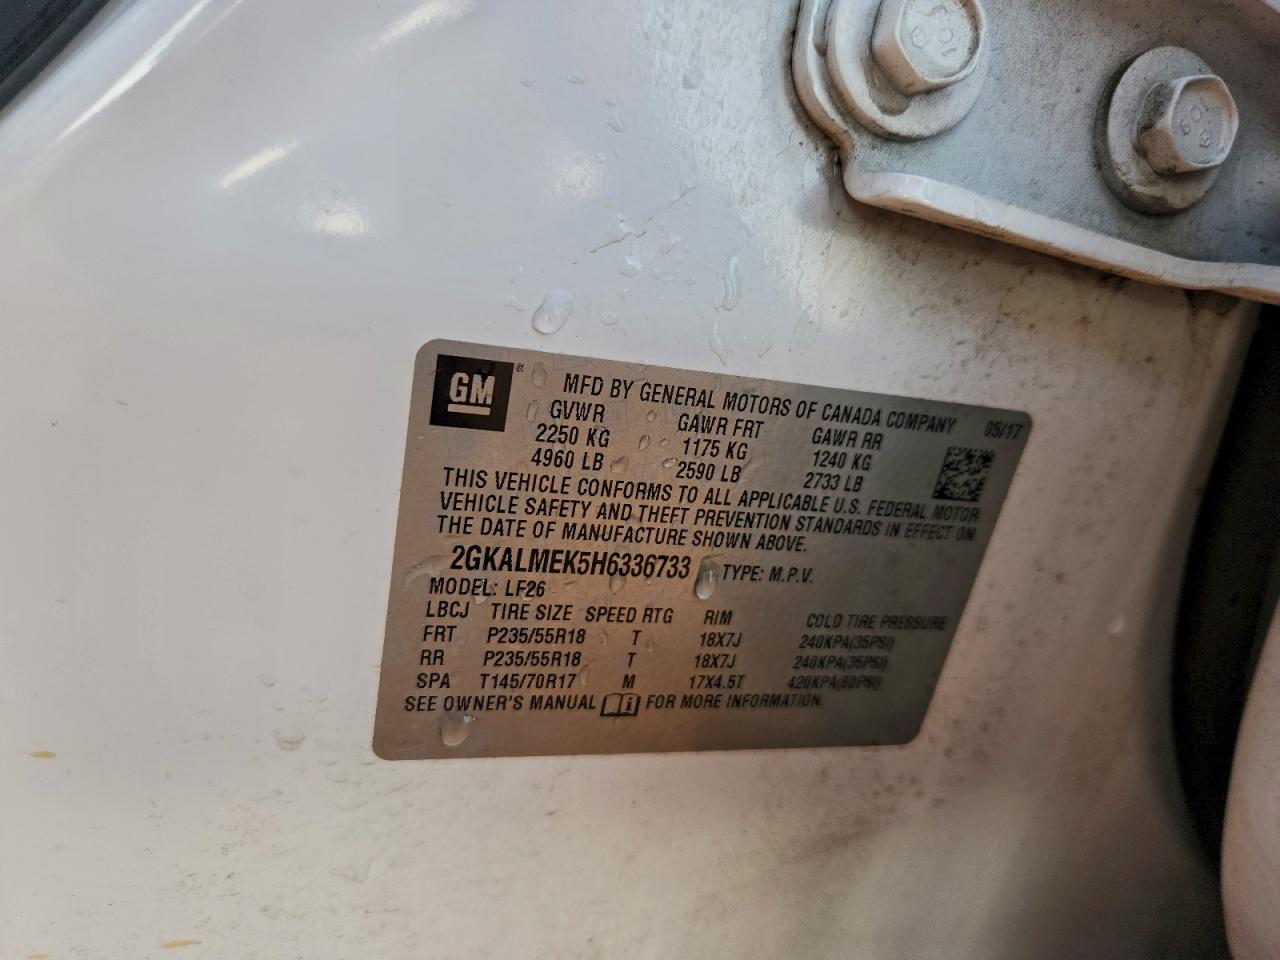 GM ®
MFD BY GENERAL MOTORS OF CANADA COMPANY
GVWR GAWR FRT GAWR RR 05/17
2250 KG 1175 KG 1240 KG
4960 LB 2590 LB 2733 LB
THIS VEHICLE CONFORMS TO ALL APPLICABLE U.S. FEDERAL MOTOR
VEHICLE SAFETY AND THEFT PREVENTION STANDARDS IN EFFECT ON
THE DATE OF MANUFACTURE SHOWN ABOVE.
2GKALMEK5H6336733 TYPE: M.P.V.
MODEL: LF26
LBCJ TIRE SIZE SPEED RTG RIM COLD TIRE PRESSURE
FRT P235/55R18 T 18X7J 240KPA(35PSI)
RR P235/55R18 T 18X7J 240KPA(35PSI)
SPA T145/70R17 M 17X4.5T 420KPA(60PSI)
SEE OWNER'S MANUAL i FOR MORE INFORMATION.